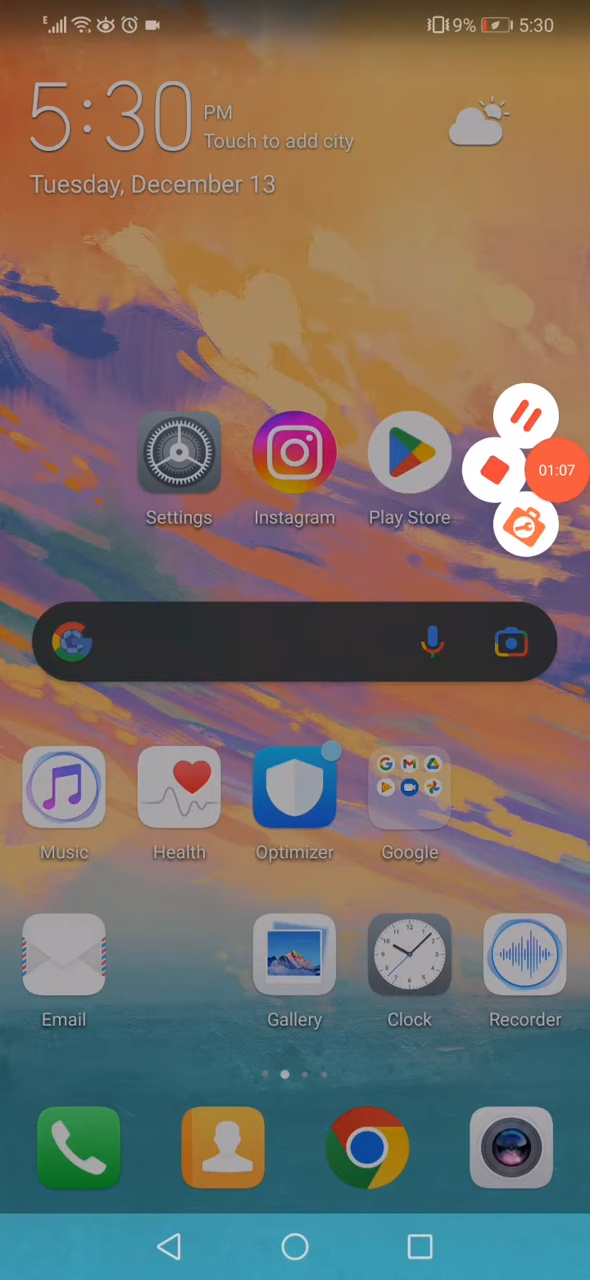 E 9% 5:30
5:30 PM
Touch to add city
Tuesday, December 13
Settings Instagram Play Store
01:07
Music Health Optimizer Google
Email Gallery Clock Recorder